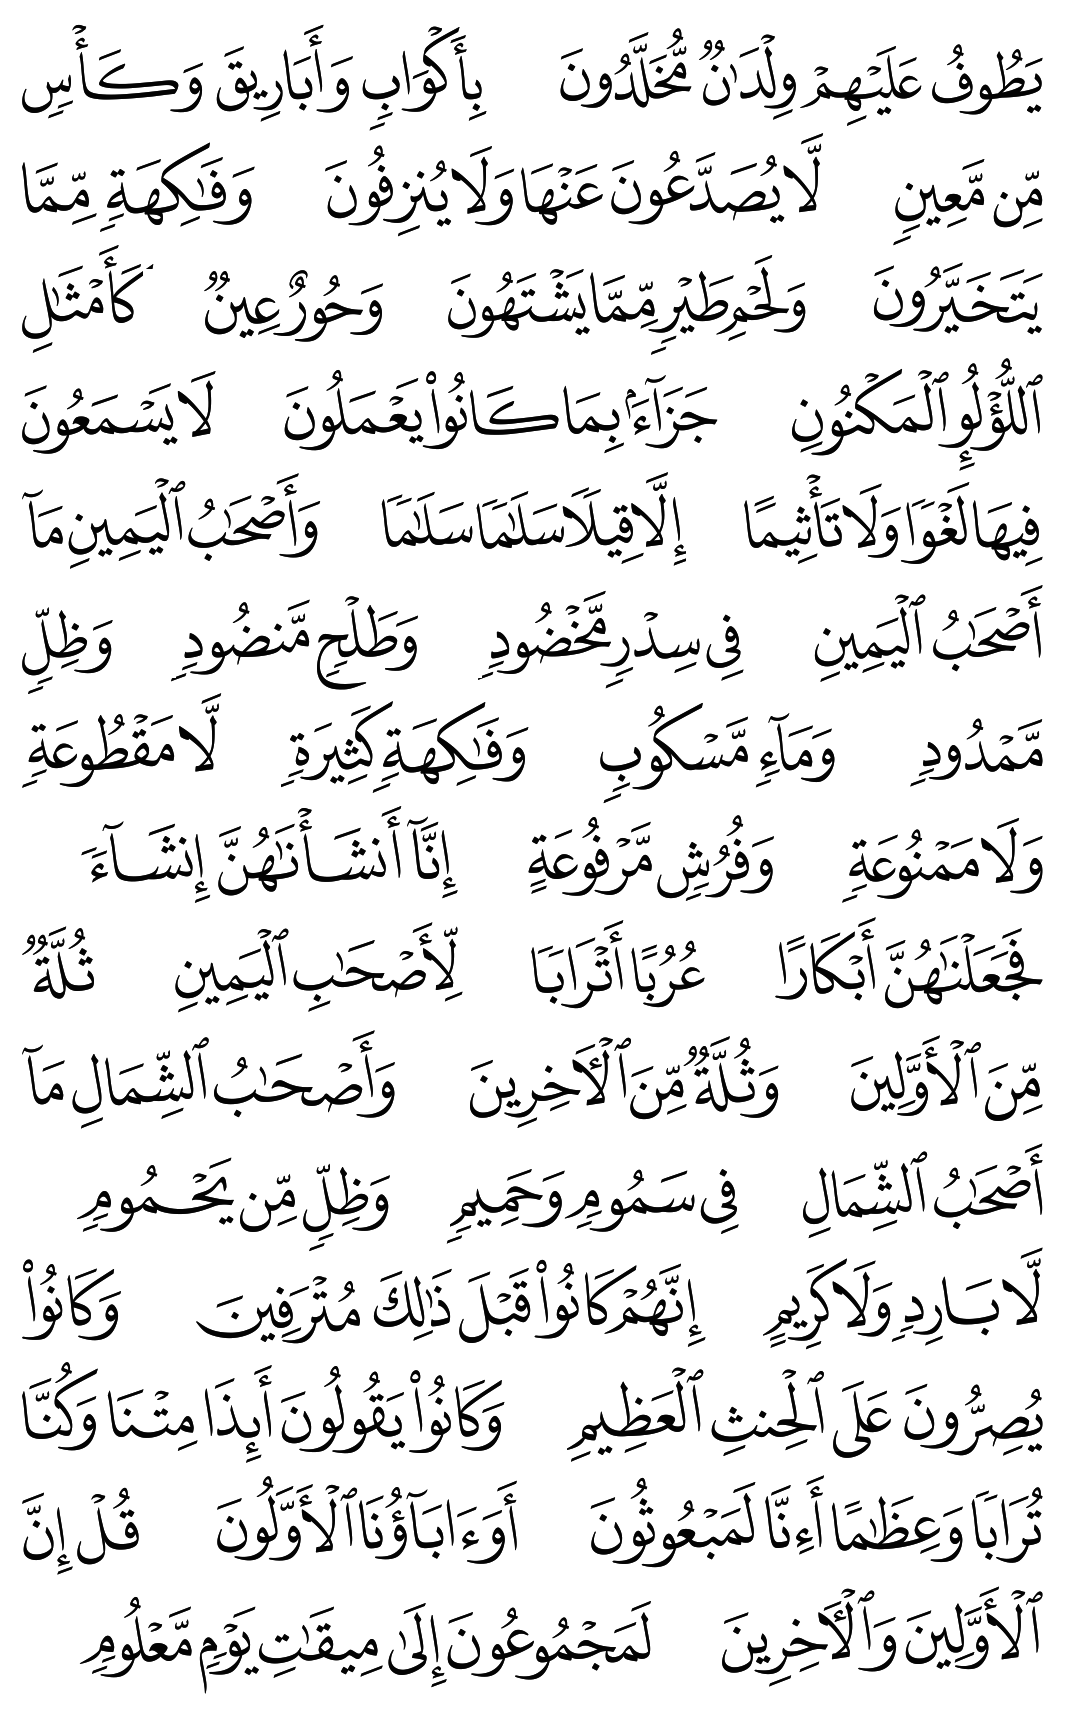 يَطُوفُ عَلَيۡهِمۡ وِلۡدَٰنٞ مُّخَلَّدُونَ بِأَكۡوَابٖ وَأَبَارِيقَ وَكَأۡسٖ
مِّن مَّعِينٖ لَّا يُصَدَّعُونَ عَنۡهَا وَلَا يُنزِفُونَ وَفَٰكِهَةٖ مِّمَّا
يَتَخَيَّرُونَ وَلَحۡمِ طَيۡرٖ مِّمَّا يَشۡتَهُونَ وَحُورٌ عِينٞ كَأَمۡثَٰلِ
ٱللُّؤۡلُوِٕ ٱلۡمَكۡنُونِ جَزَآءَۢ بِمَا كَانُواْ يَعۡمَلُونَ لَا يَسۡمَعُونَ
فِيهَا لَغۡوٗا وَلَا تَأۡثِيمًا إِلَّا قِيلٗا سَلَٰمٗا سَلَٰمٗا وَأَصۡحَٰبُ ٱلۡيَمِينِ مَآ
أَصۡحَٰبُ ٱلۡيَمِينِ فِي سِدۡرٖ مَّخۡضُودٖ وَطَلۡحٖ مَّنضُودٖ وَظِلّٖ
مَّمۡدُودٖ وَمَآءٖ مَّسۡكُوبٖ وَفَٰكِهَةٖ كَثِيرَةٖ لَّا مَقۡطُوعَةٖ
وَلَا مَمۡنُوعَةٖ وَفُرُشٖ مَّرۡفُوعَةٍ إِنَّآ أَنشَأۡنَٰهُنَّ إِنشَآءٗ
فَجَعَلۡنَٰهُنَّ أَبۡكَارًا عُرُبًا أَتۡرَابٗا لِّأَصۡحَٰبِ ٱلۡيَمِينِ ثُلَّةٞ
مِّنَ ٱلۡأَوَّلِينَ وَثُلَّةٞ مِّنَ ٱلۡأٓخِرِينَ وَأَصۡحَٰبُ ٱلشِّمَالِ مَآ
أَصۡحَٰبُ ٱلشِّمَالِ فِي سَمُومٖ وَحَمِيمٖ وَظِلّٖ مِّن يَحۡمُومٖ
لَّا بَارِدٖ وَلَا كَرِيمٍ إِنَّهُمۡ كَانُواْ قَبۡلَ ذَٰلِكَ مُتۡرَفِينَ وَكَانُواْ
يُصِرُّونَ عَلَى ٱلۡحِنثِ ٱلۡعَظِيمِ وَكَانُواْ يَقُولُونَ أَئِذَا مِتۡنَا وَكُنَّا
تُرَابٗا وَعِظَٰمًا أَءِنَّا لَمَبۡعُوثُونَ أَوَءَابَآؤُنَا ٱلۡأَوَّلُونَ قُلۡ إِنَّ
ٱلۡأَوَّلِينَ وَٱلۡأٓخِرِينَ لَمَجۡمُوعُونَ إِلَىٰ مِيقَٰتِ يَوۡمٖ مَّعۡلُومٖ